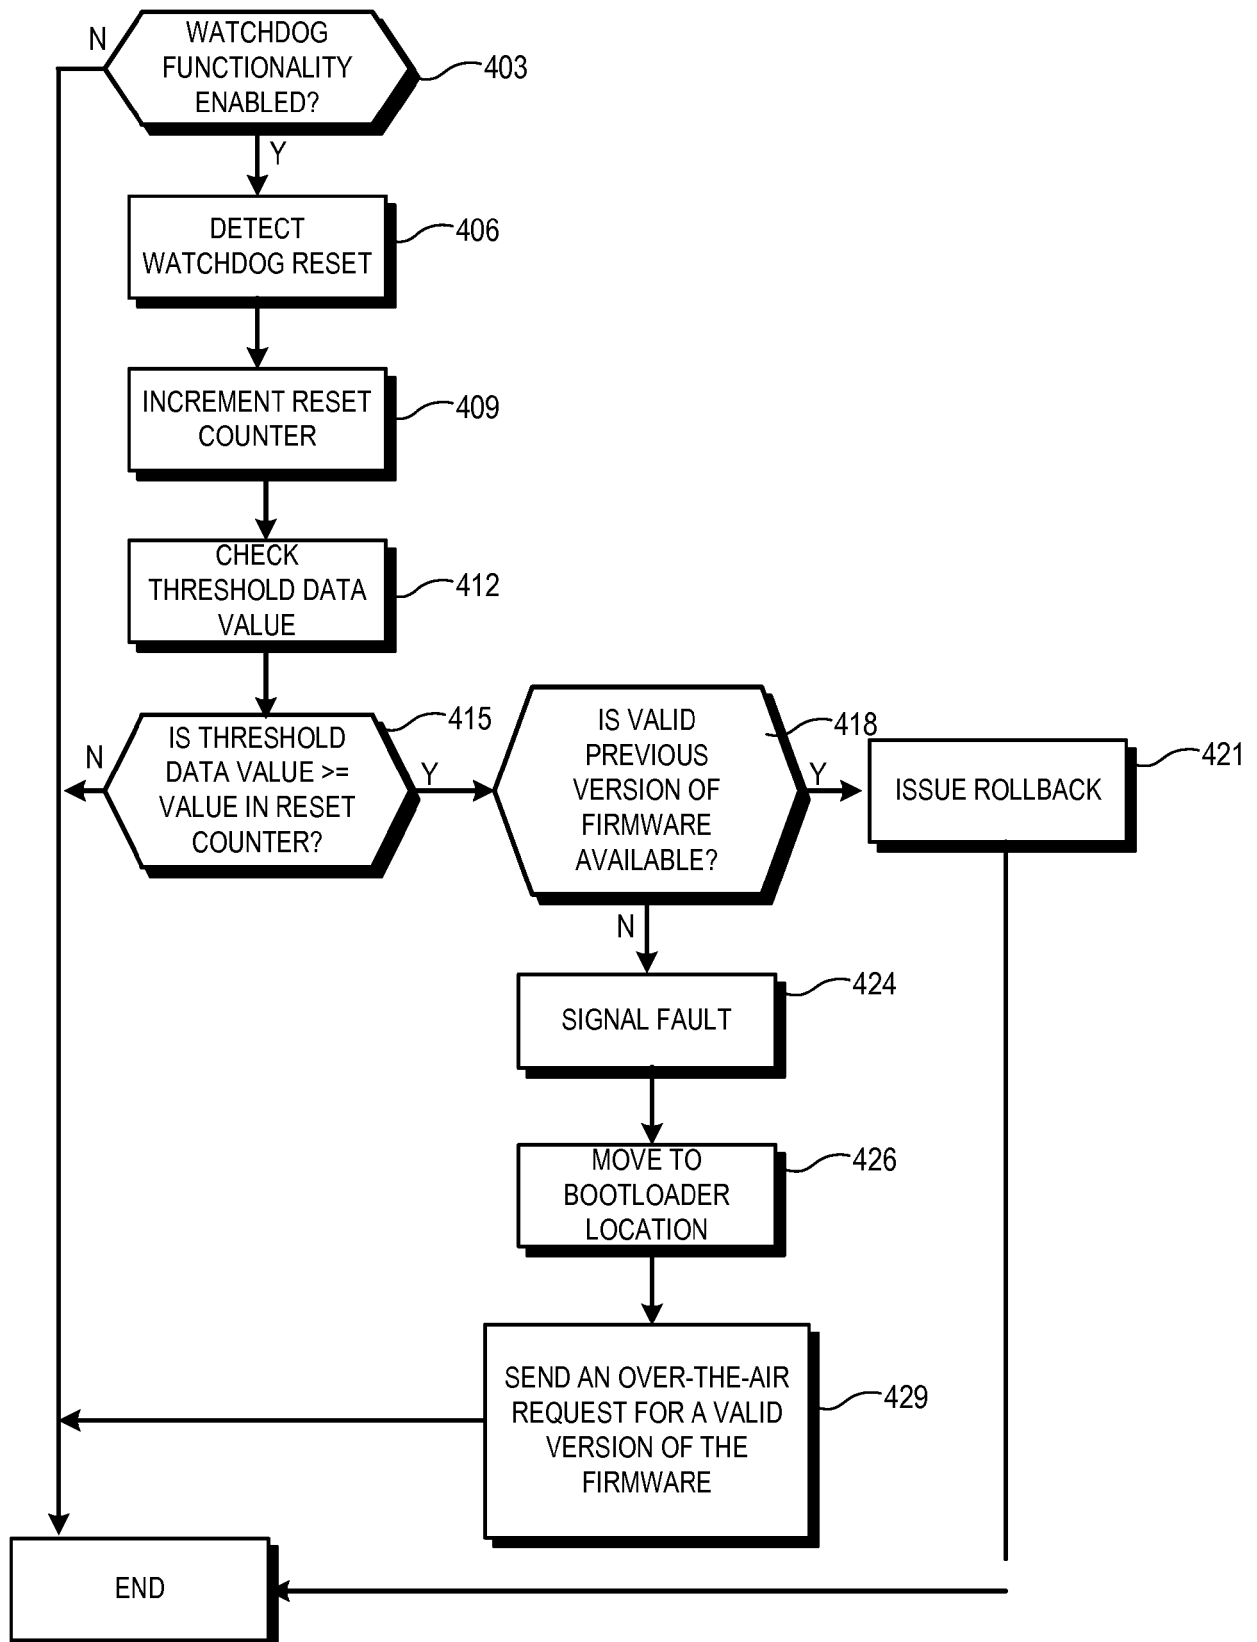 N
WATCHDOG
FUNCTIONALITY
ENABLED?
403
Y
DETECT
WATCHDOG RESET
406
INCREMENT RESET
COUNTER
409
CHECK
THRESHOLD DATA
VALUE
412
IS THRESHOLD
DATA VALUE >=
VALUE IN RESET
COUNTER?
415
N
Y
IS VALID
PREVIOUS
VERSION OF
FIRMWARE
AVAILABLE?
418
Y
ISSUE ROLLBACK
421
N
SIGNAL FAULT
424
MOVE TO
BOOTLOADER
LOCATION
426
SEND AN OVER-THE-AIR
REQUEST FOR A VALID
VERSION OF THE
FIRMWARE
429
END